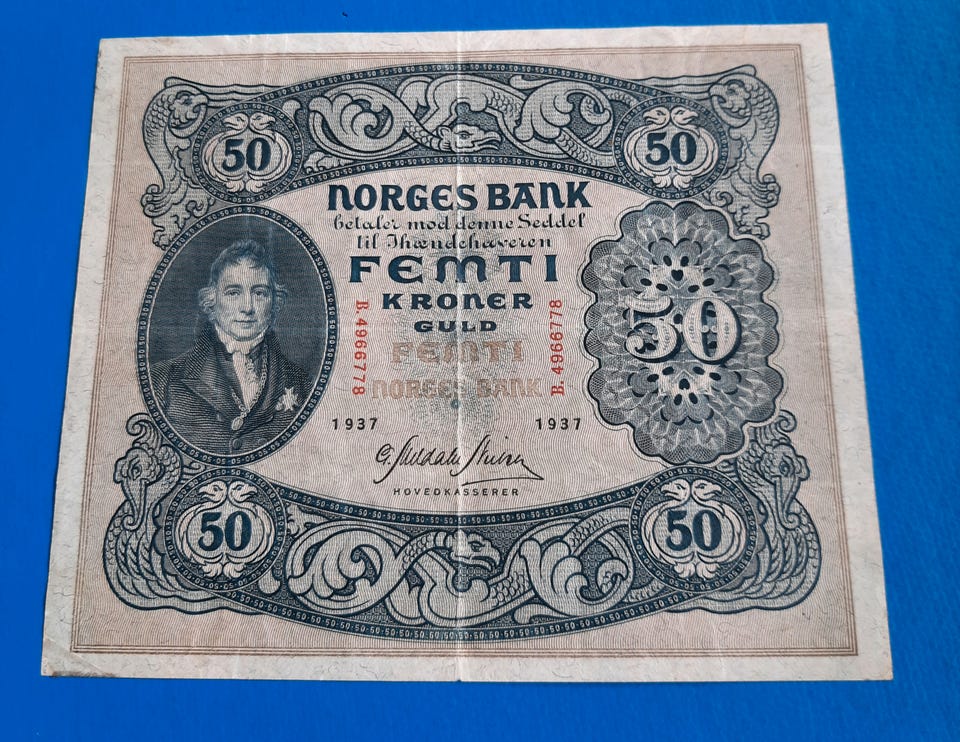 50
50
NORGES BANK
betaler mod denne Seddel
til Ihændehaveren
FEMTI
KRONER
GULD
50
B. 4966778
B. 4966778
FEMTI
NORGES BANK
1937
1937
HOVEDKASSERER
50
50